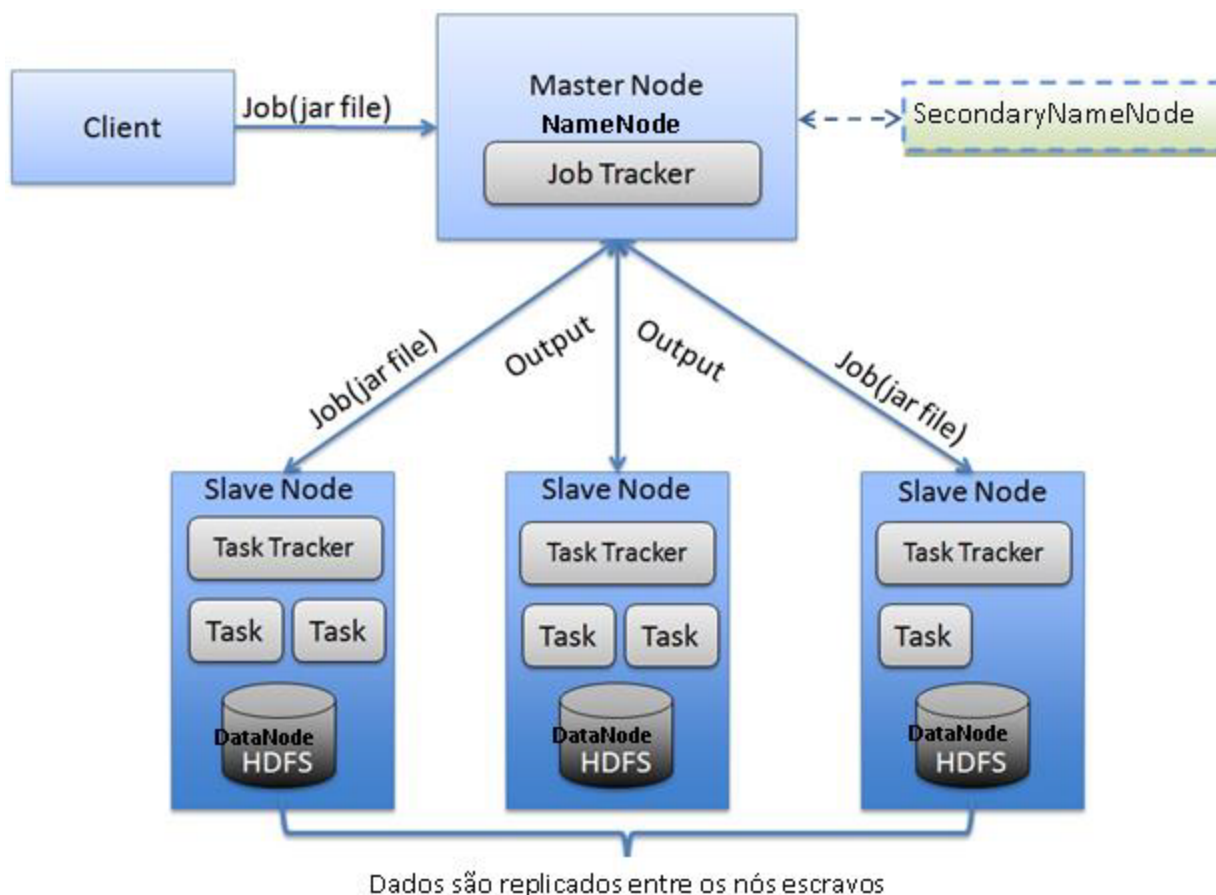 Client
Job(jar file)
Master Node
NameNode
Job Tracker
SecondaryNameNode
Job(jar file)
Output
Output
Job(jar file)
Slave Node
Task Tracker
Task
Task
DataNode
HDFS
Slave Node
Task Tracker
Task
Task
DataNode
HDFS
Slave Node
Task Tracker
Task
DataNode
HDFS
Dados são replicados entre os nós escravos